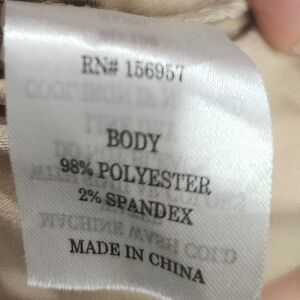 RN# 156957
BODY
98% POLYESTER
2% SPANDEX
MADE IN CHINA